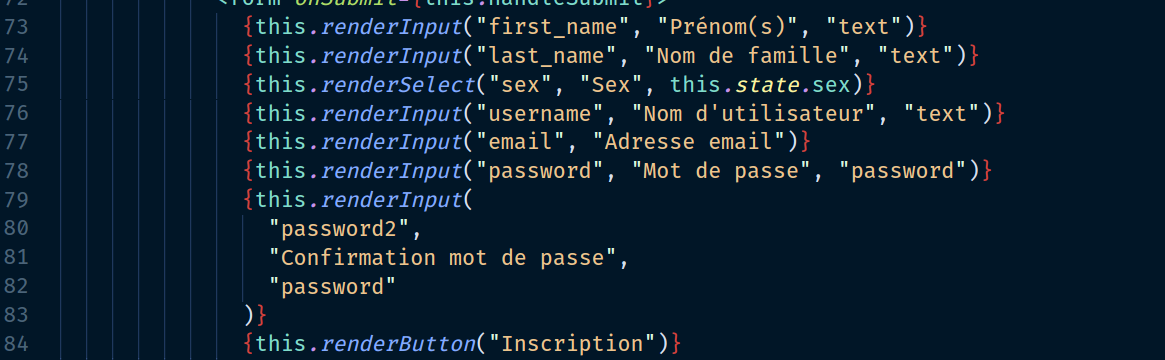 72 <form onSubmit={this.handleSubmit}>
73 {this.renderInput("first_name", "Prénom(s)", "text")}
74 {this.renderInput("last_name", "Nom de famille", "text")}
75 {this.renderSelect("sex", "Sex", this.state.sex)}
76 {this.renderInput("username", "Nom d'utilisateur", "text")}
77 {this.renderInput("email", "Adresse email")}
78 {this.renderInput("password", "Mot de passe", "password")}
79 {this.renderInput(
80 "password2",
81 "Confirmation mot de passe",
82 "password"
83 )}
84 {this.renderButton("Inscription")}